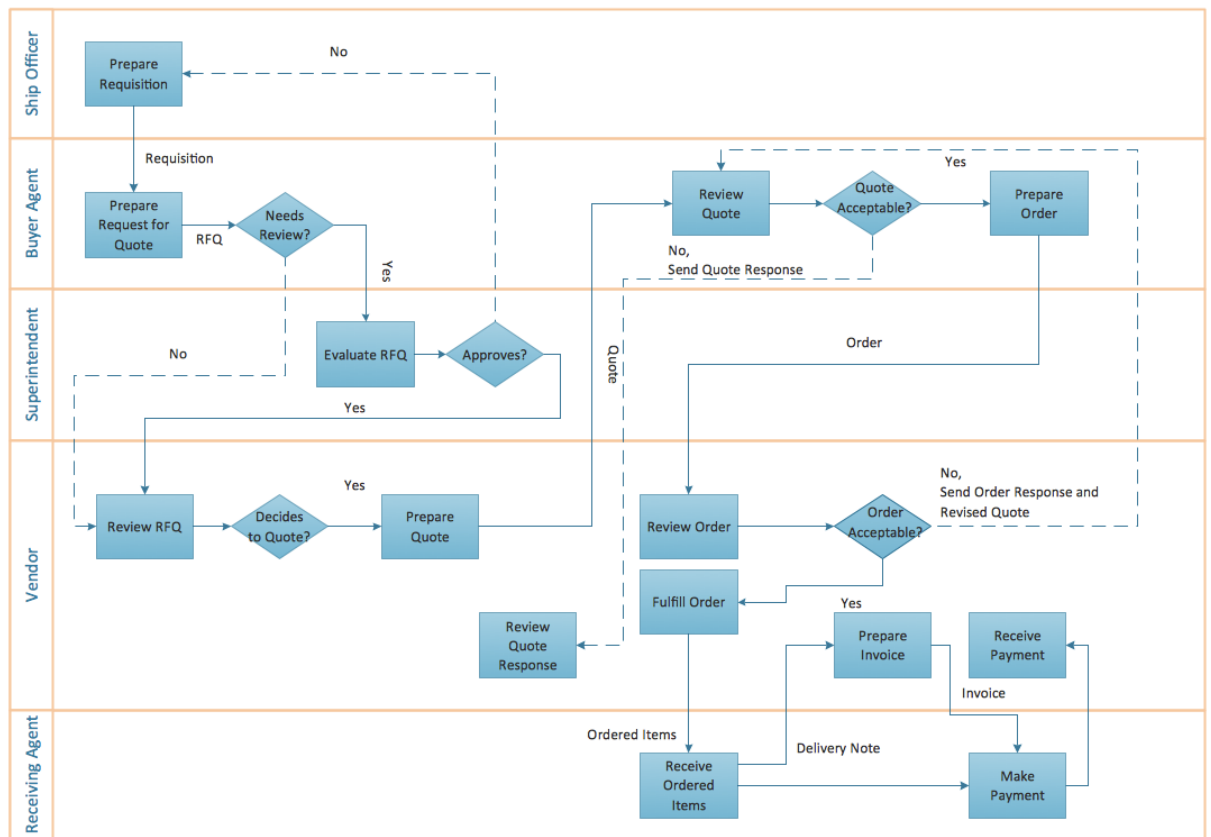 Ship Officer
Prepare
Requisition
No
Requisition
Buyer Agent
Prepare
Request for
Quote
RFQ
Needs
Review?
Yes
Review
Quote
Quote
Acceptable?
Yes
Prepare
Order
No,
Send Quote Response
Superintendent
No
Evaluate RFQ
Approves?
Yes
Quote
Order
Vendor
Review RFQ
Decides
to Quote?
Yes
Prepare
Quote
Review Order
Order
Acceptable?
No,
Send Order Response and
Revised Quote
Fulfill Order
Yes
Review
Quote
Response
Prepare
Invoice
Receive
Payment
Invoice
Receiving Agent
Ordered Items
Delivery Note
Receive
Ordered
Items
Make
Payment